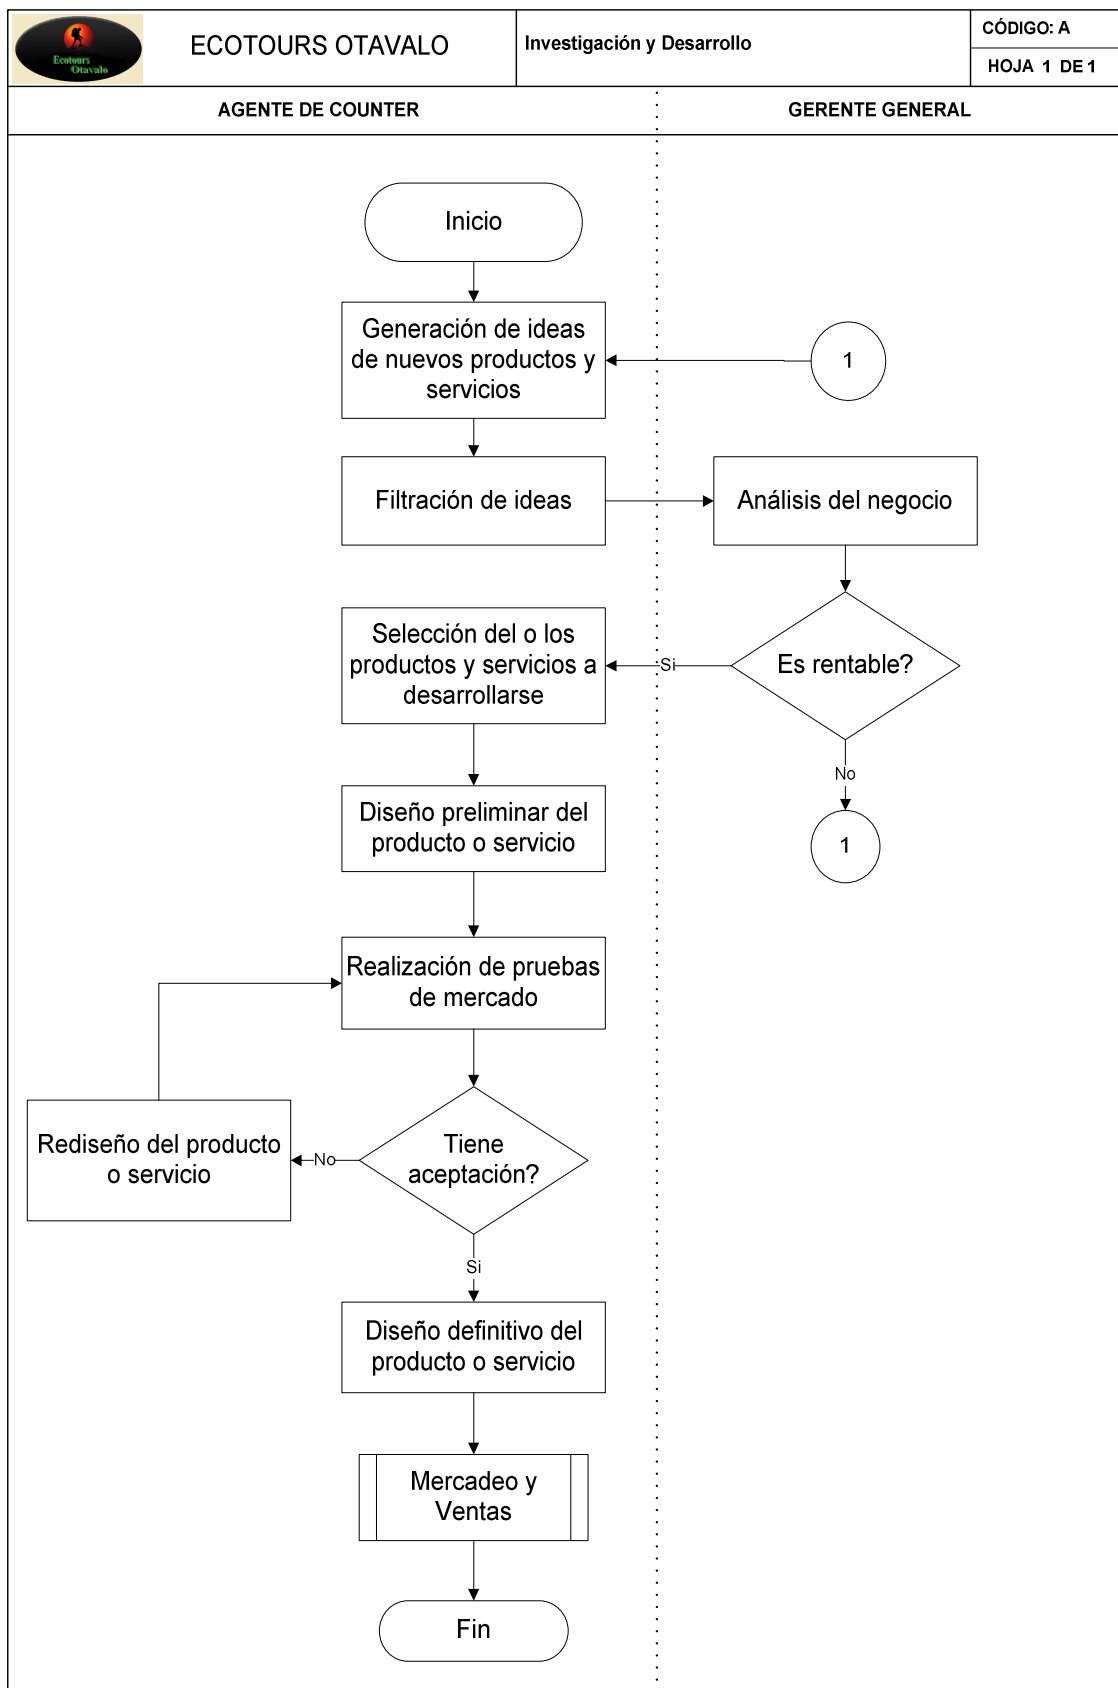 Ecotours
Otavalo
ECOTOURS OTAVALO
Investigación y Desarrollo
CÓDIGO: A
HOJA 1 DE 1
AGENTE DE COUNTER
GERENTE GENERAL
Inicio
Generación de ideas
de nuevos productos y
servicios
1
Filtración de ideas
Análisis del negocio
Selección del o los
productos y servicios a
desarrollarse
Si
Es rentable?
No
1
Diseño preliminar del
producto o servicio
Realización de pruebas
de mercado
Rediseño del producto
o servicio
No
Tiene
aceptación?
Si
Diseño definitivo del
producto o servicio
Mercadeo y
Ventas
Fin